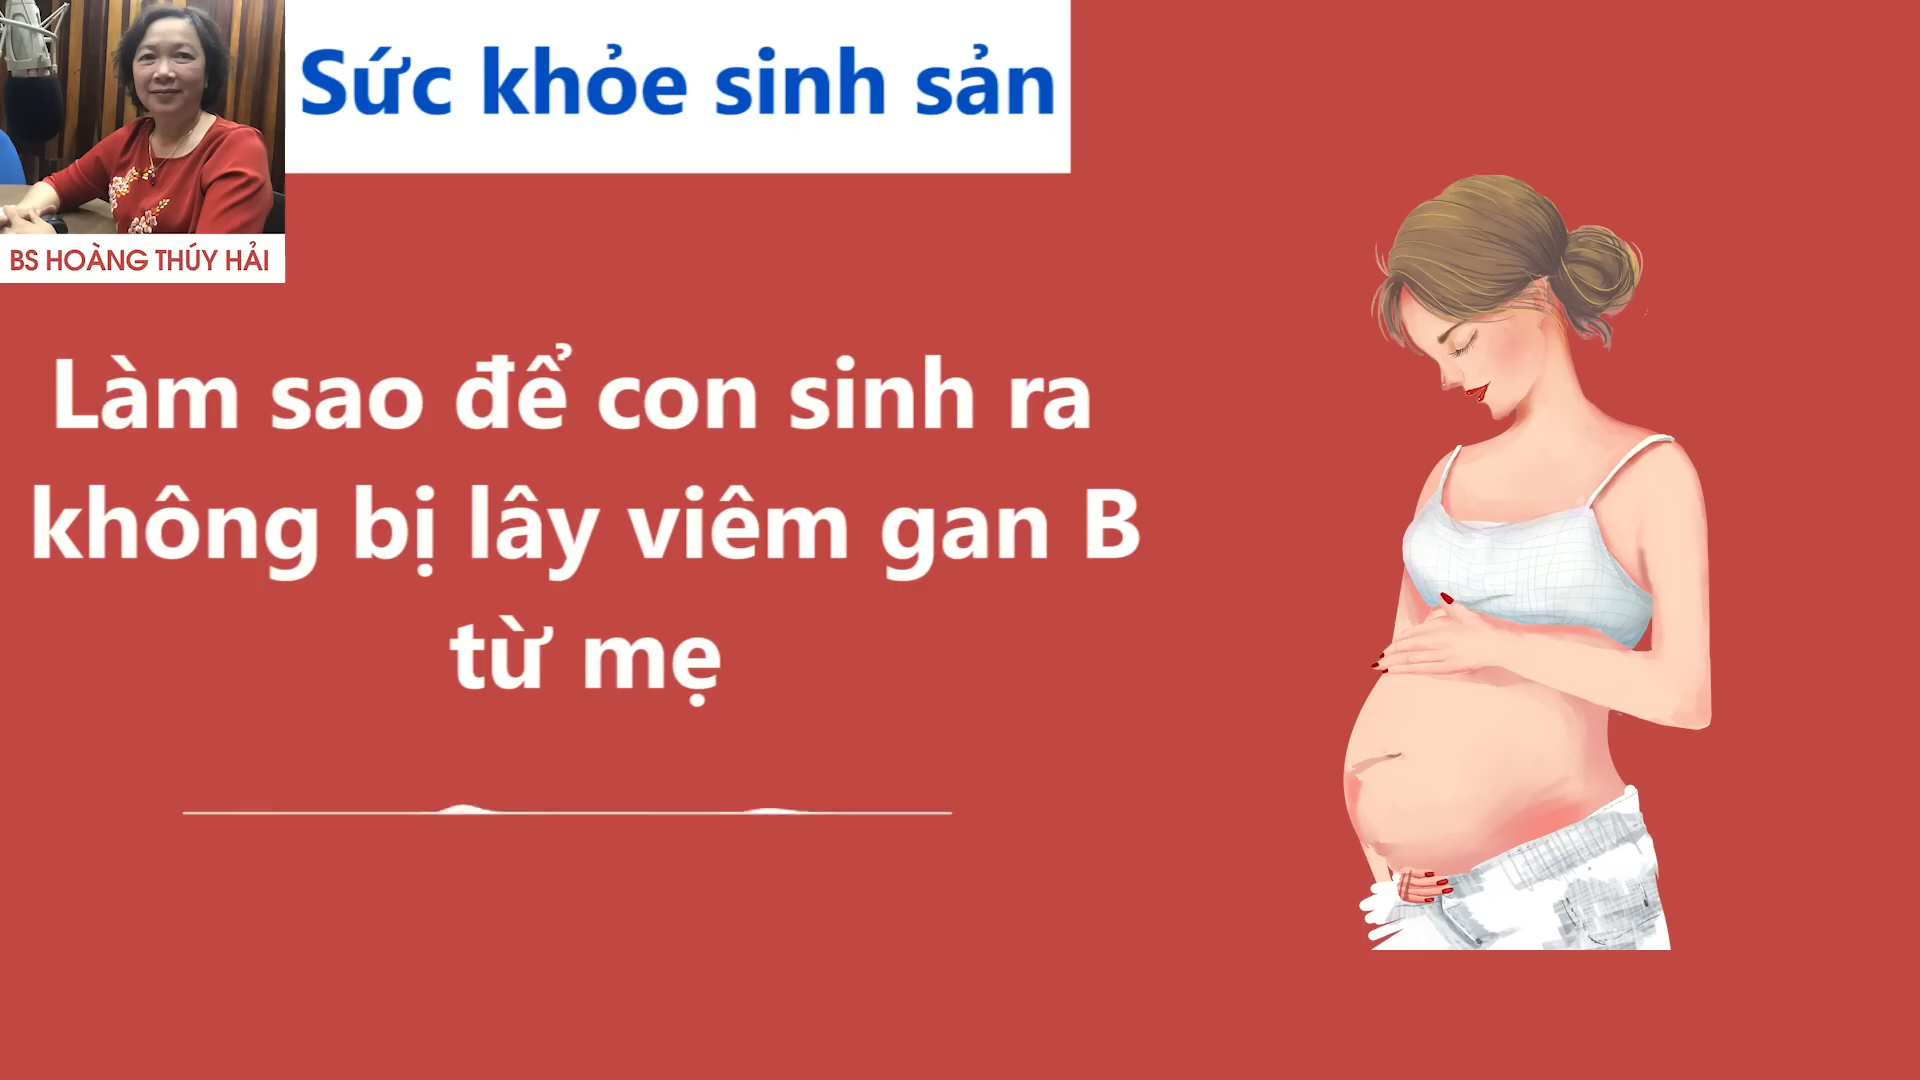 Sức khỏe sinh sản
BS HOÀNG THÚY HẢI
Làm sao để con sinh ra
không bị lây viêm gan B
từ mẹ